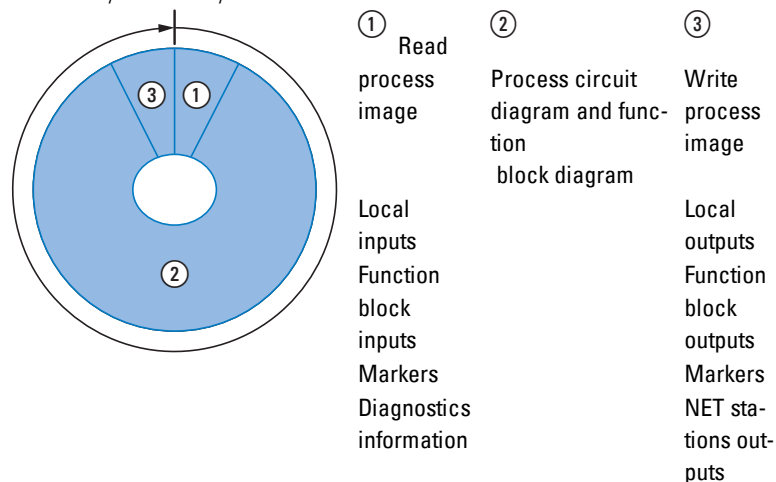 ③ ①
②
①
Read
process
image
Local
inputs
Function
block
inputs
Markers
Diagnostics
information
②
Process circuit
diagram and func-
tion
block diagram
③
Write
process
image
Local
outputs
Function
block
outputs
Markers
NET sta-
tions out-
puts